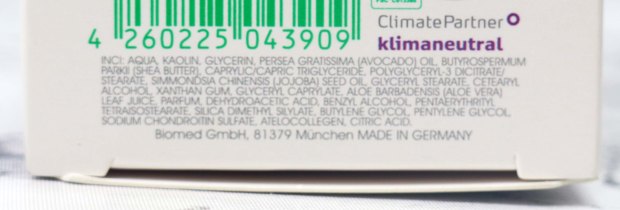 ClimatePartner
klimaneutral
4 260225 043909
INCI: AQUA, KAOLIN, GLYCERIN, PERSEA GRATISSIMA (AVOCADO) OIL, BUTYROSPERMUM
PARKII (SHEA BUTTER), CAPRYLIC/CAPRIC TRIGLYCERIDE, POLYGLYCERYL-3 DICITRATE/
STEARATE, SIMMONDSIA CHINENSIS (JOJOBA) SEED OIL, GLYCERYL STEARATE, CETEARYL
ALCOHOL, XANTHAN GUM, GLYCERYL CAPRYLATE, ALOE BARBADENSIS (ALOE VERA)
LEAF JUICE, PARFUM, DEHYDROACETIC ACID, BENZYL ALCOHOL, PENTAERYTHRITYL
TETRAISOSTEARATE, SILICA DIMETHYL SILYLATE, BUTYLENE GLYCOL, PENTYLENE GLYCOL,
SODIUM CHONDROITIN SULFATE, ATELOCOLLEGEN, CITRIC ACID.
Biomed GmbH, 81379 München MADE IN GERMANY